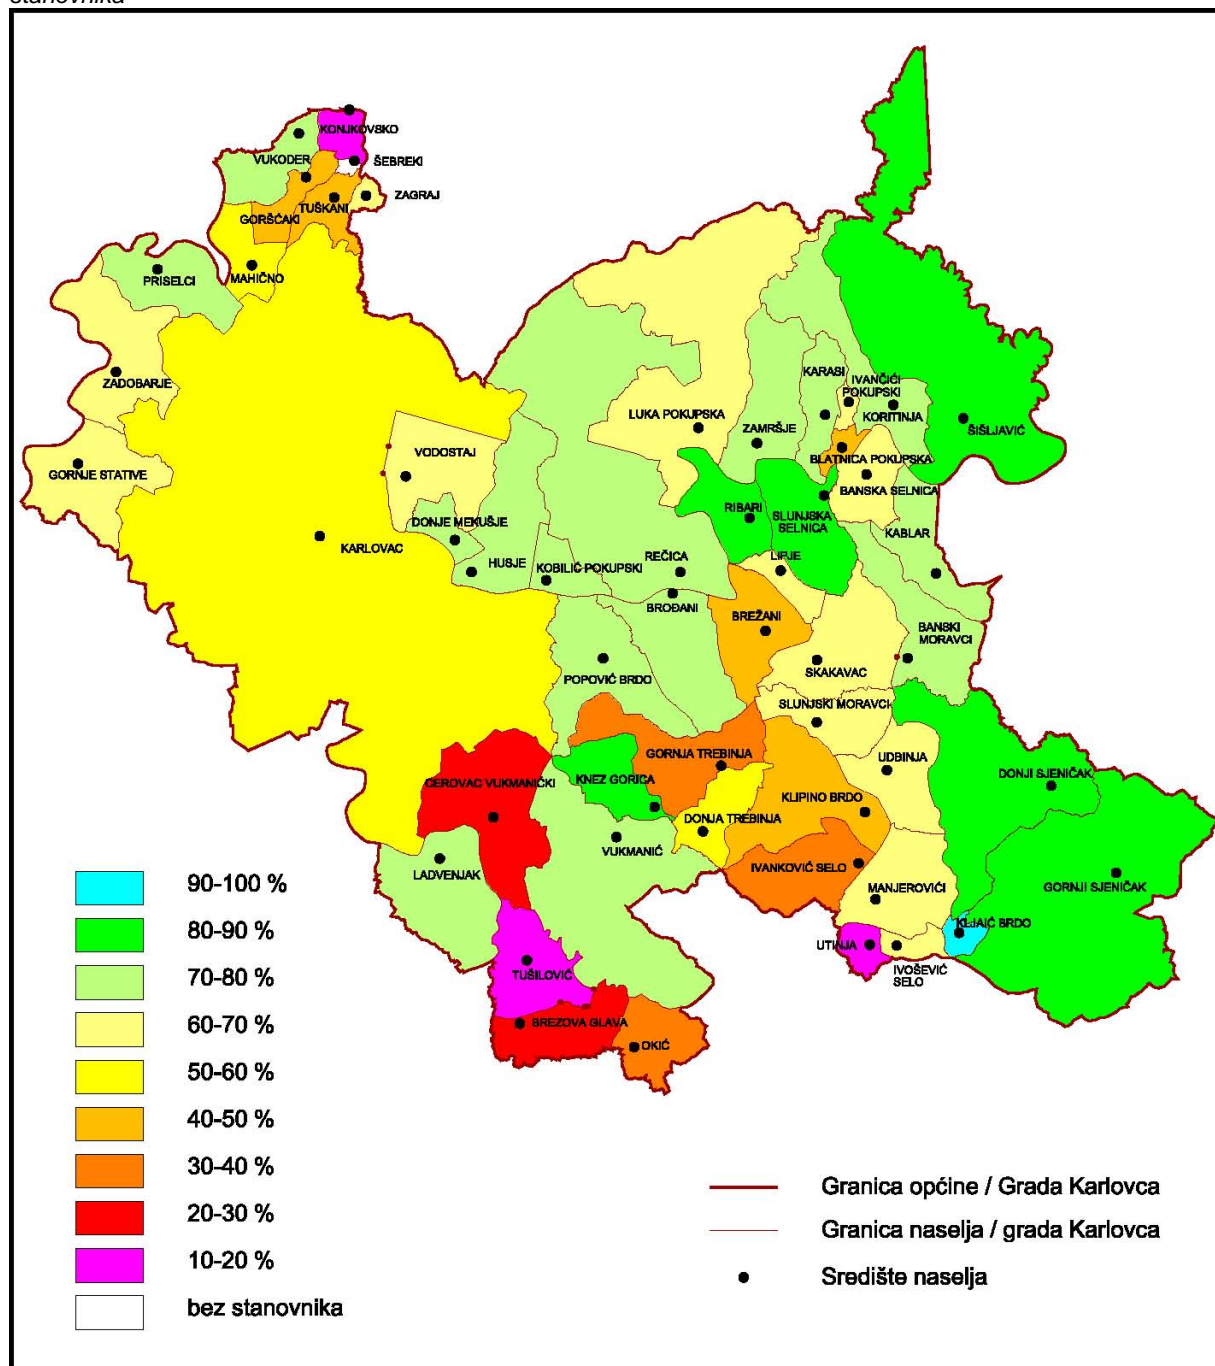 stanovnika
KONJKOVSKO
VUKODER
ŠEBREKI
ZAGRAJ
TUŠKANI
GORŠĆAKI
MAHIČNO
PRISELCI
ZADOBARJE
GORNJE STATIVE
KARLOVAC
VODOSTAJ
DONJE MEKUŠJE
HUSJE
KOBILIĆ POKUPSKI
REČICA
BROĐANI
LUKA POKUPSKA
ZAMRŠJE
KARASI
IVANČIĆI
POKUPSKI
KORITINJA
ŠIŠLJAVIĆ
BLATNICA POKUPSKA
BANSKA SELNICA
RIBARI
SLUNJSKA
SELNICA
KABLAR
LIPJE
BREŽANI
BANSKI
MORAVCI
SKAKAVAC
POPOVIĆ BRDO
SLUNJSKI MORAVCI
GORNJA TREBINJA
UDBINJA
DONJI SJENIČAK
CEROVAC VUKMANIČKI
KNEZ GORICA
KLIPINO BRDO
DONJA TREBINJA
VUKMANIĆ
LADVENJAK
IVANKOVIĆ SELO
MANJEROVIĆI
GORNJI SJENIČAK
KLJAIĆ BRDO
UTINJA
IVOŠEVIĆ
SELO
TUŠILOVIĆ
BREZOVA GLAVA
OKIĆ
90-100 %
80-90 %
70-80 %
60-70 %
50-60 %
40-50 %
30-40 %
20-30 %
10-20 %
bez stanovnika
Granica općine / Grada Karlovca
Granica naselja / grada Karlovca
Središte naselja